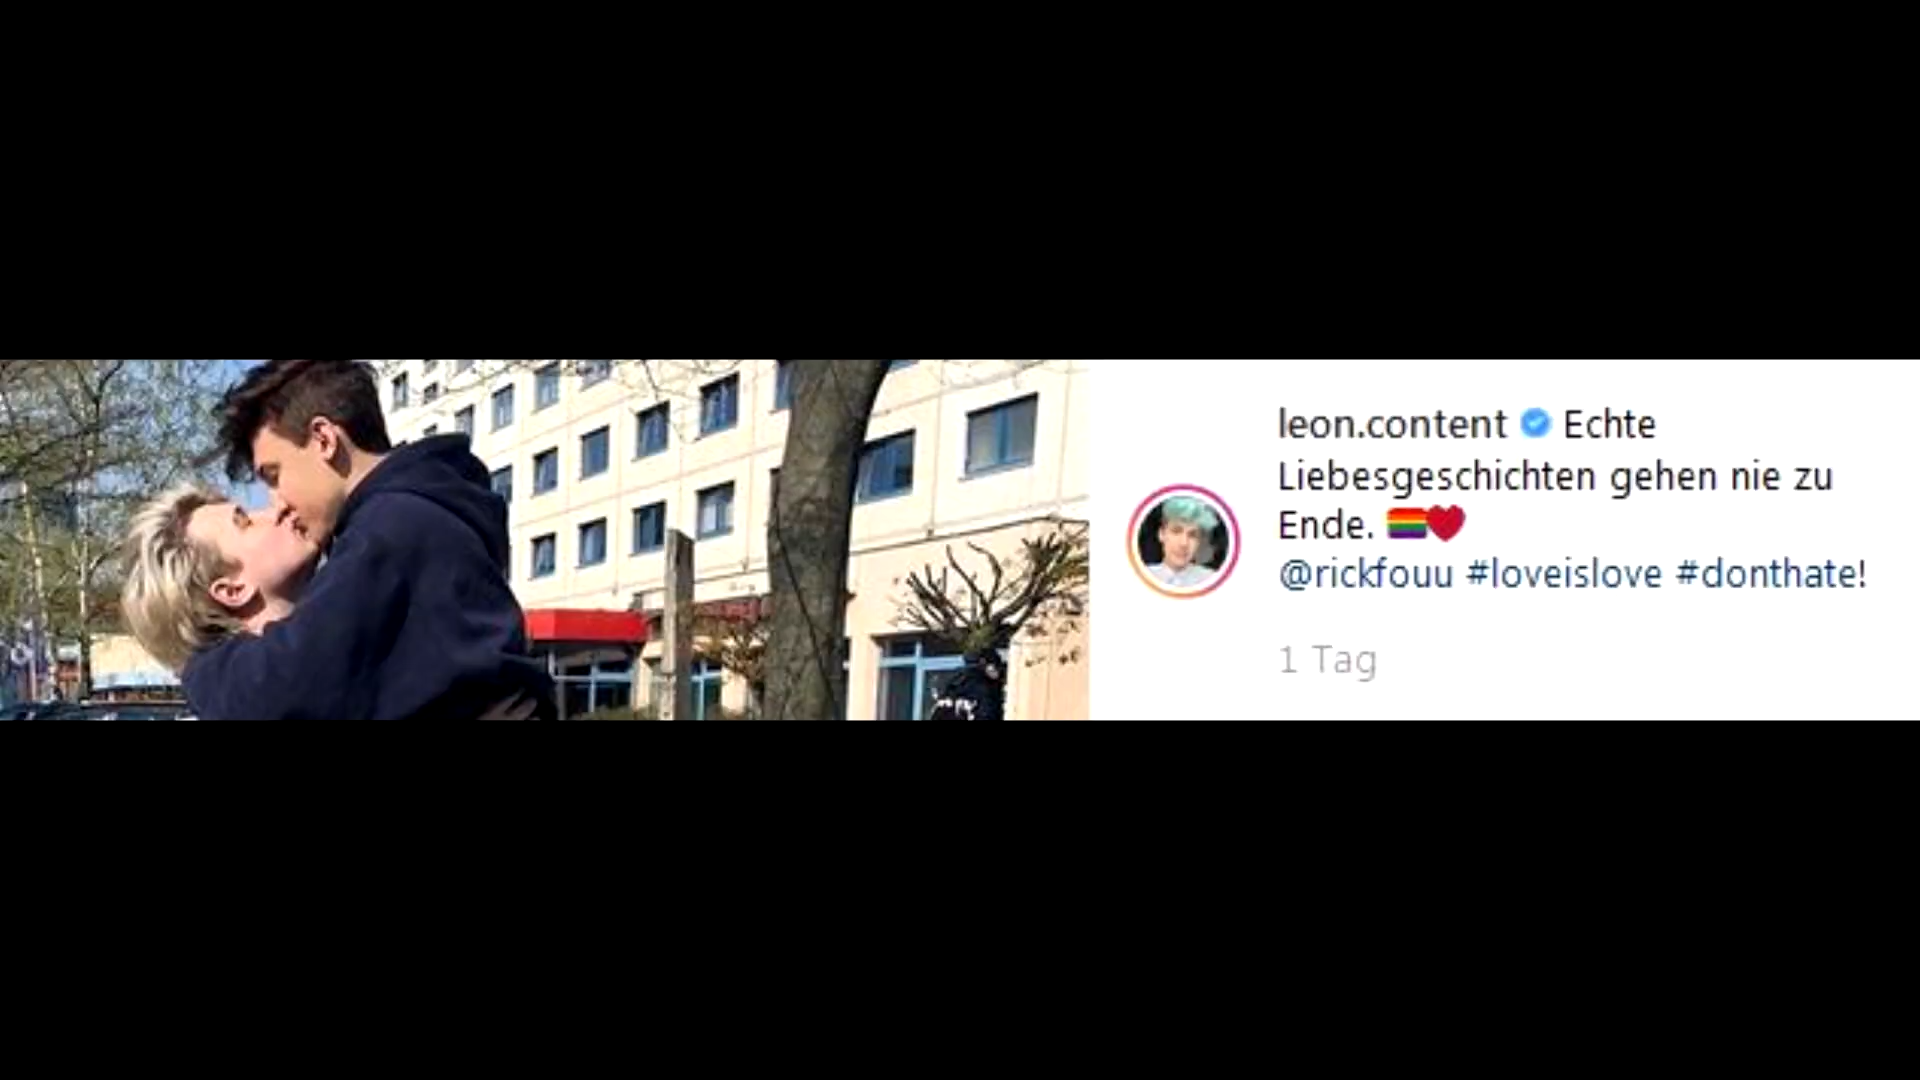 leon.content Echte
Liebesgeschichten gehen nie zu
Ende. 🏳️‍🌈❤️
@rickfouu #loveislove #donthate!
1 Tag